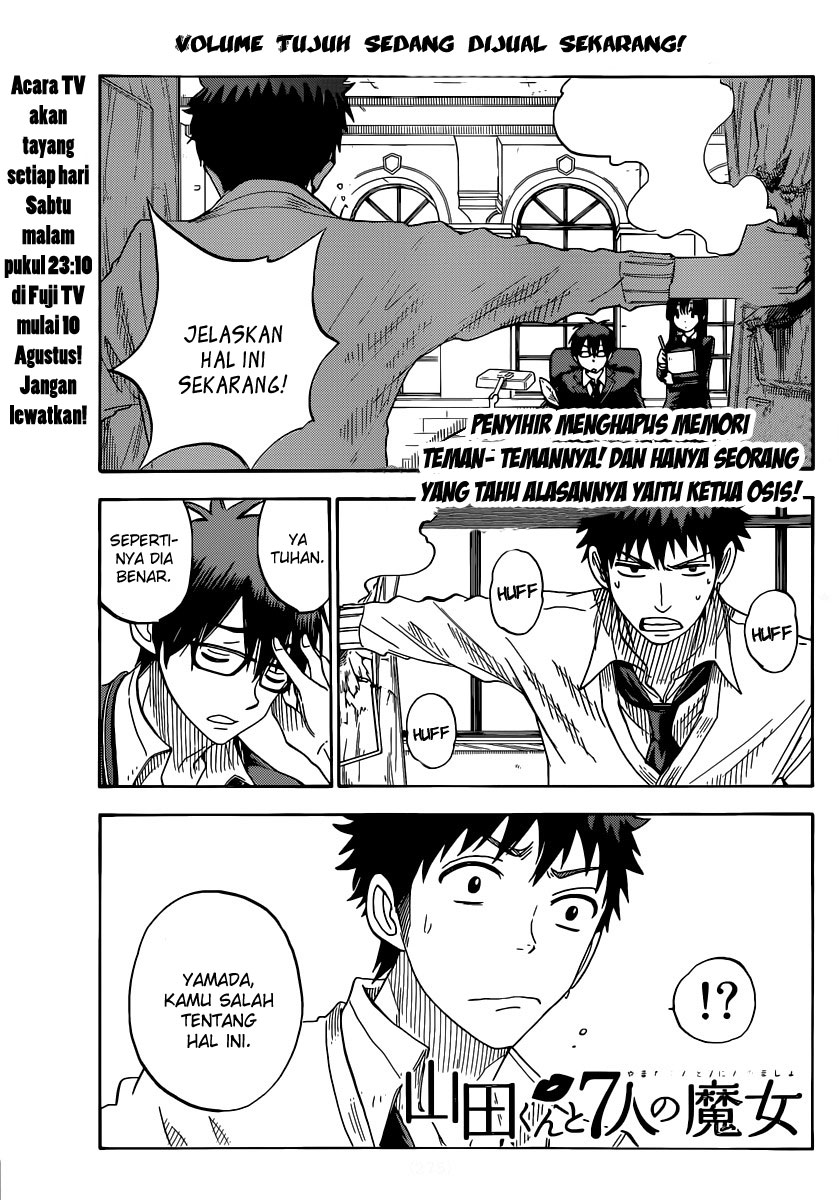 VOLUME TUJUH SEDANG DIJUAL SEKARANG!
Acara TV
akan
tayang
setiap hari
Sabtu
malam
pukul 23:10
di Fuji TV
mulai 10
Agustus!
Jangan
lewatkan!
JELASKAN
HAL INI
SEKARANG!
PENYIHIR MENGHAPUS MEMORI
TEMAN- TEMANNYA! DAN HANYA SEORANG
YANG TAHU ALASANNYA YAITU KETUA OSIS!
HUFF
HUFF
HUFF
YA
TUHAN.
SEPERTI-
NYA DIA
BENAR.
!?
YAMADA,
KAMU SALAH
TENTANG
HAL INI.
山田くんと7人の魔女